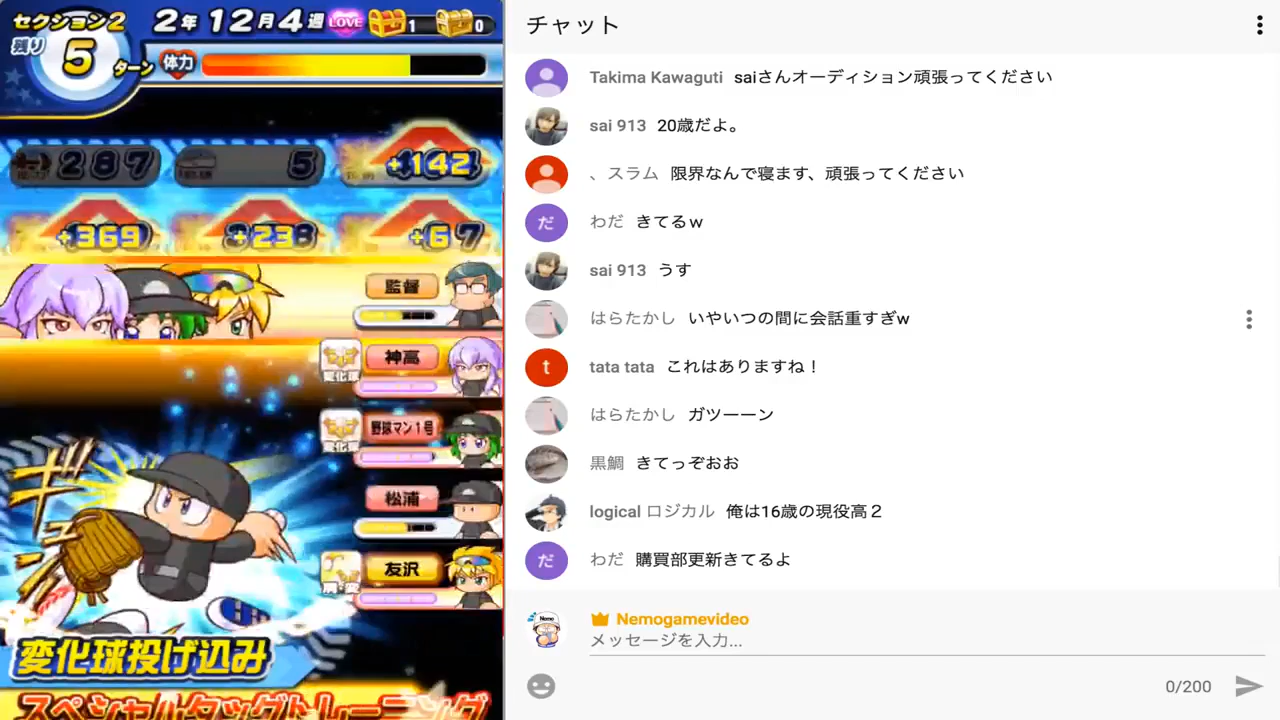 セクション2
2年12月4週
LOVE
1
0
残り
5
ターン
体力
287
5
+142
+369
+238
+67
監督
神高
変化球
野球マン1号
変化球
松浦
友沢
肩・変
ギュン
変化球投げ込み
スペシャルタッグトレーニング
チャット
Takima Kawaguti saiさんオーディション頑張ってください
sai 913 20歳だよ。
、スラム 限界なんで寝ます、頑張ってください
だ わだ きてるw
sai 913 うす
はらたかし いやいつの間に会話重すぎw
t tata tata これはありますね！
はらたかし ガツーーン
黒鯛 きてっぞおお
logical ロジカル 俺は16歳の現役高２
だ わだ 購買部更新きてるよ
Nemo
Nemogamevideo
メッセージを入力...
0/200